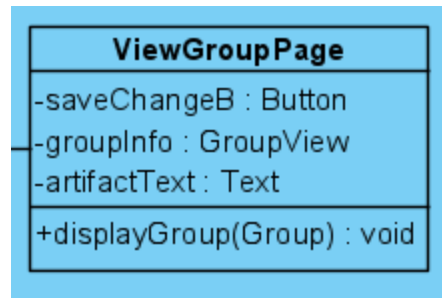 ViewGroupPage
-saveChangeB : Button
-groupInfo : GroupView
-artifactText : Text
+displayGroup(Group) : void